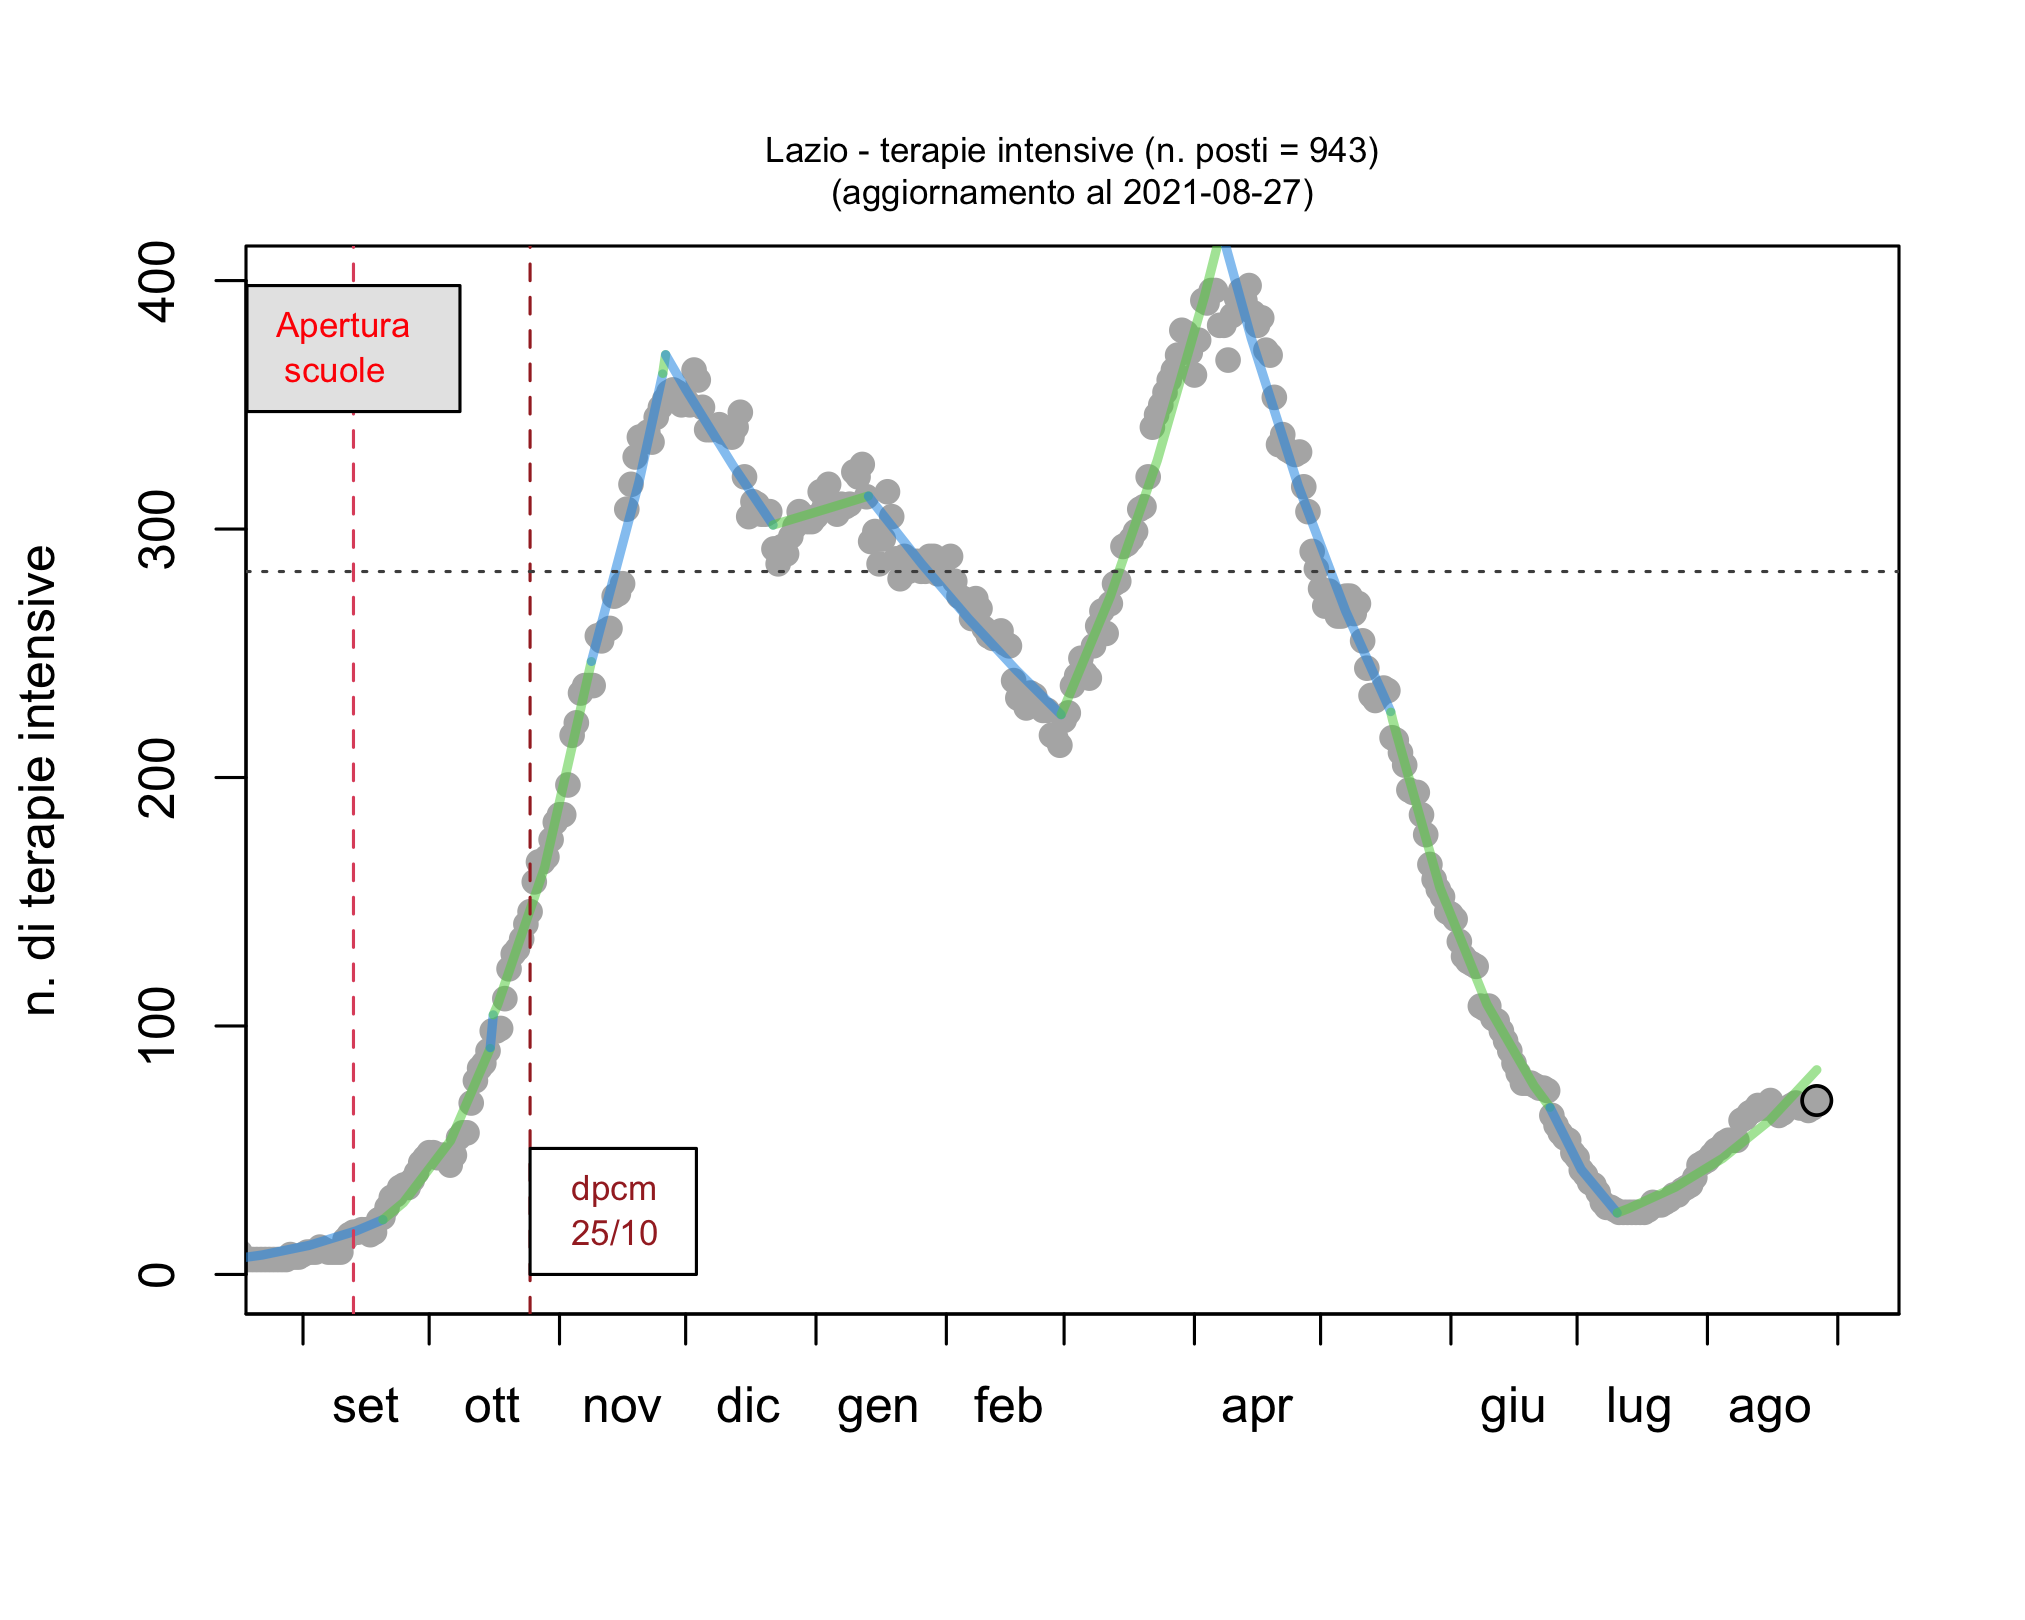 Lazio - terapie intensive (n. posti = 943)
(aggiornamento al 2021-08-27)
n. di terapie intensive
400
300
200
100
0
Apertura
scuole
dpcm
25/10
set ott nov dic gen feb apr giu lug ago